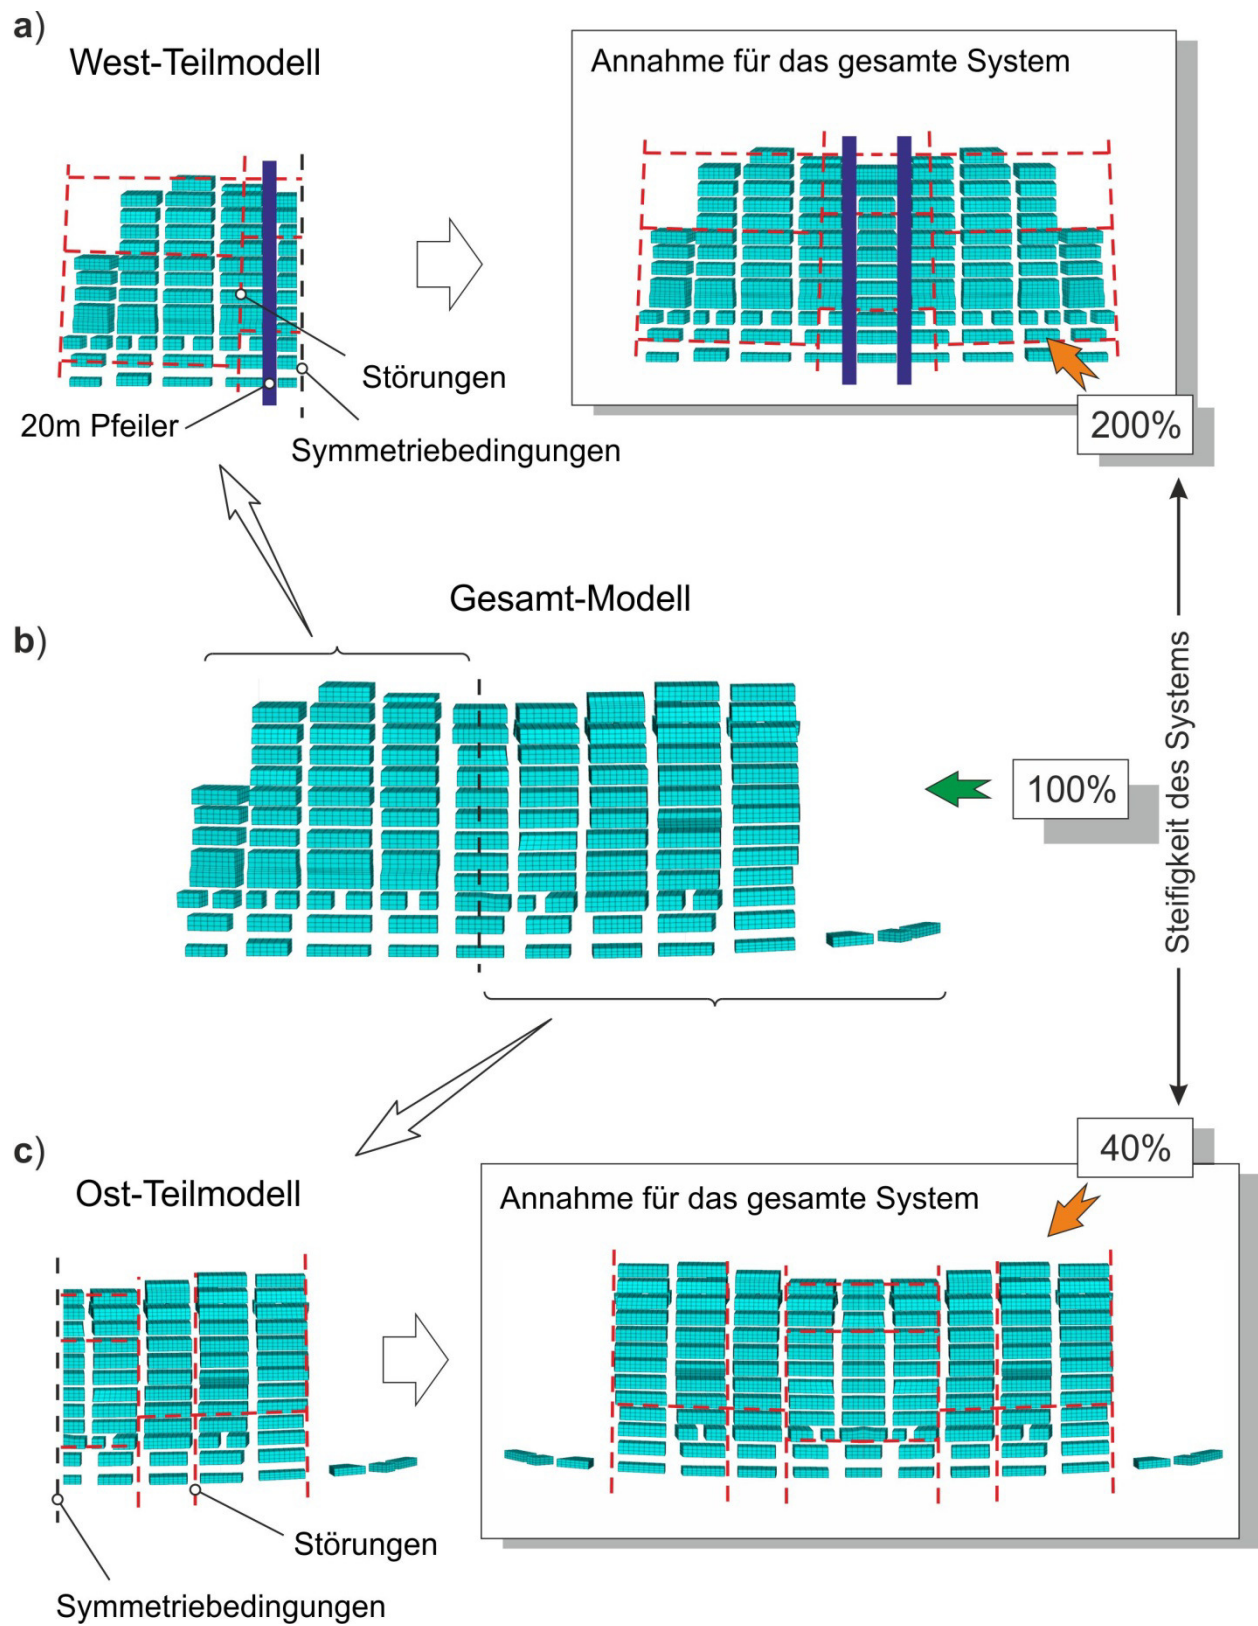 a)
West-Teilmodell
Annahme für das gesamte System
Störungen
20m Pfeiler
Symmetriebedingungen
200%
Gesamt-Modell
b)
100%
Steifigkeit des Systems
c)
40%
Ost-Teilmodell
Annahme für das gesamte System
Störungen
Symmetriebedingungen